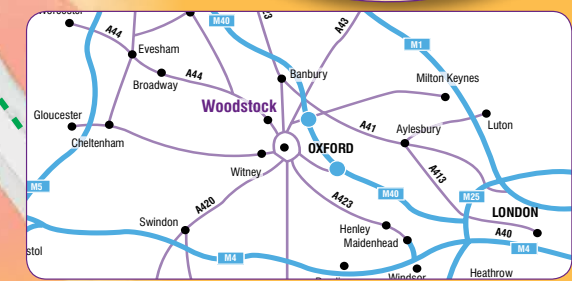 A44
M40
A43
M1
Evesham
Broadway
A44
Banbury
Milton Keynes
Woodstock
Gloucester
Cheltenham
A41
Aylesbury
Luton
OXFORD
Witney
A413
M5
M40
M25
A420
A423
LONDON
Swindon
Henley
A40
Maidenhead
M4
M4
Windsor
Heathrow